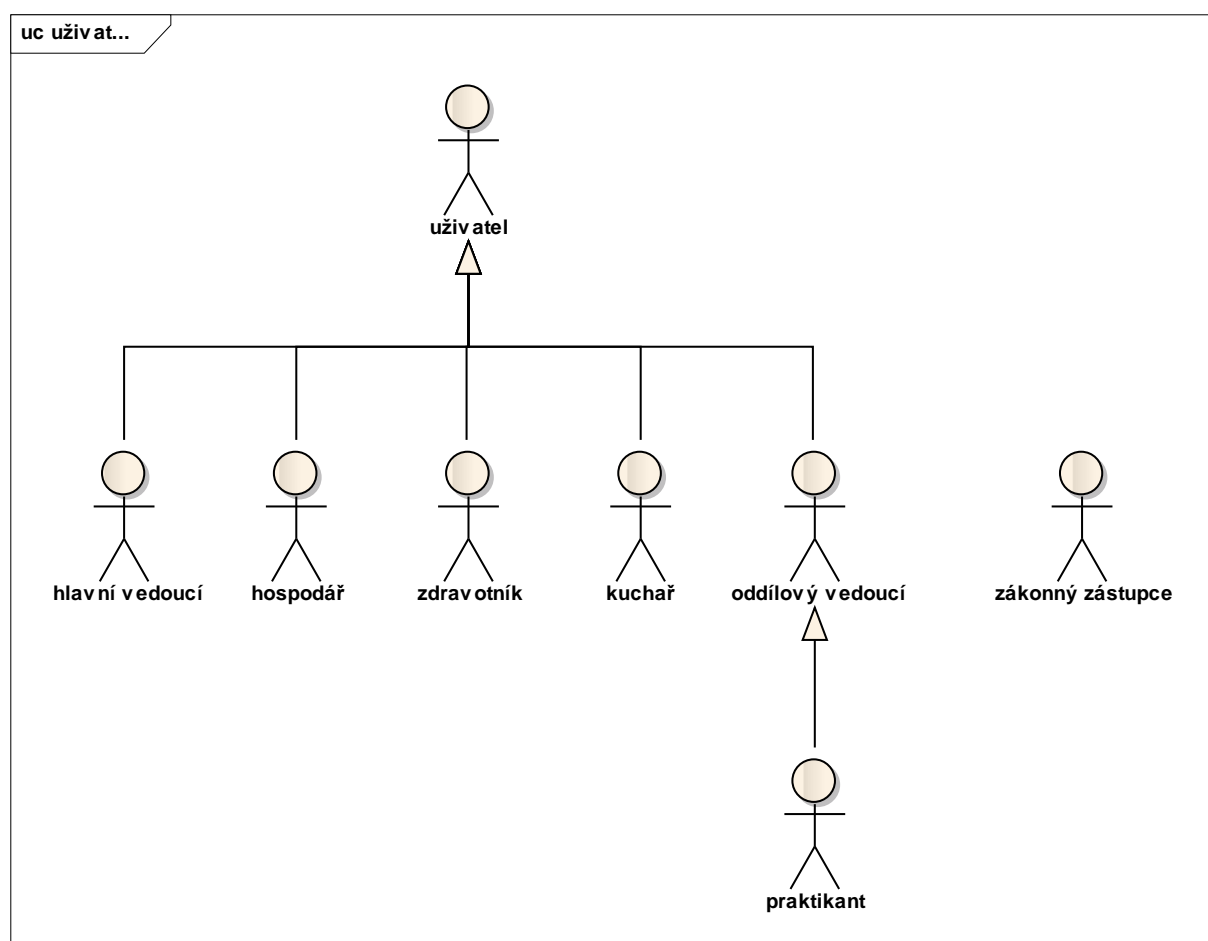 uc uživat...
uživatel
hlavní vedoucí
hospodář
zdravotník
kuchař
oddílový vedoucí
zákonný zástupce
praktikant